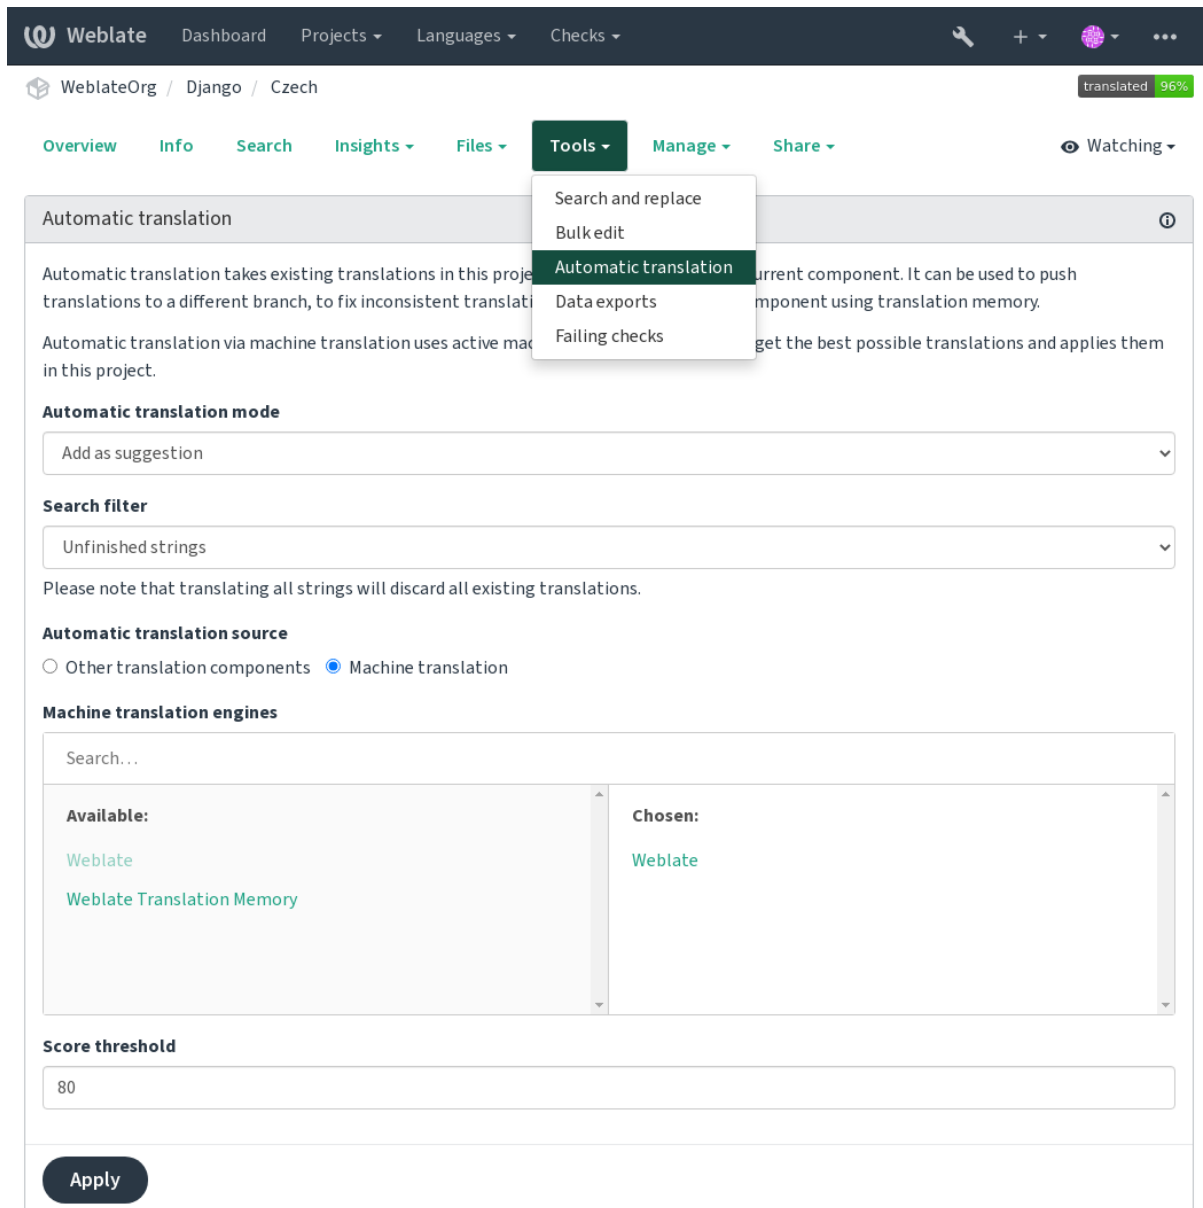 Weblate Dashboard Projects Languages Checks
WeblateOrg / Django / Czech translated 96%
Overview Info Search Insights Files Tools Manage Share Watching
Search and replace
Bulk edit
Automatic translation
Data exports
Failing checks
Automatic translation
Automatic translation takes existing translations in this proje urrent component. It can be used to push
translations to a different branch, to fix inconsistent translati mponent using translation memory.
Automatic translation via machine translation uses active mac get the best possible translations and applies them
in this project.
Automatic translation mode
Add as suggestion
Search filter
Unfinished strings
Please note that translating all strings will discard all existing translations.
Automatic translation source
Other translation components Machine translation
Machine translation engines
Search...
Available: Chosen:
Weblate Weblate
Weblate Translation Memory
Score threshold
80
Apply